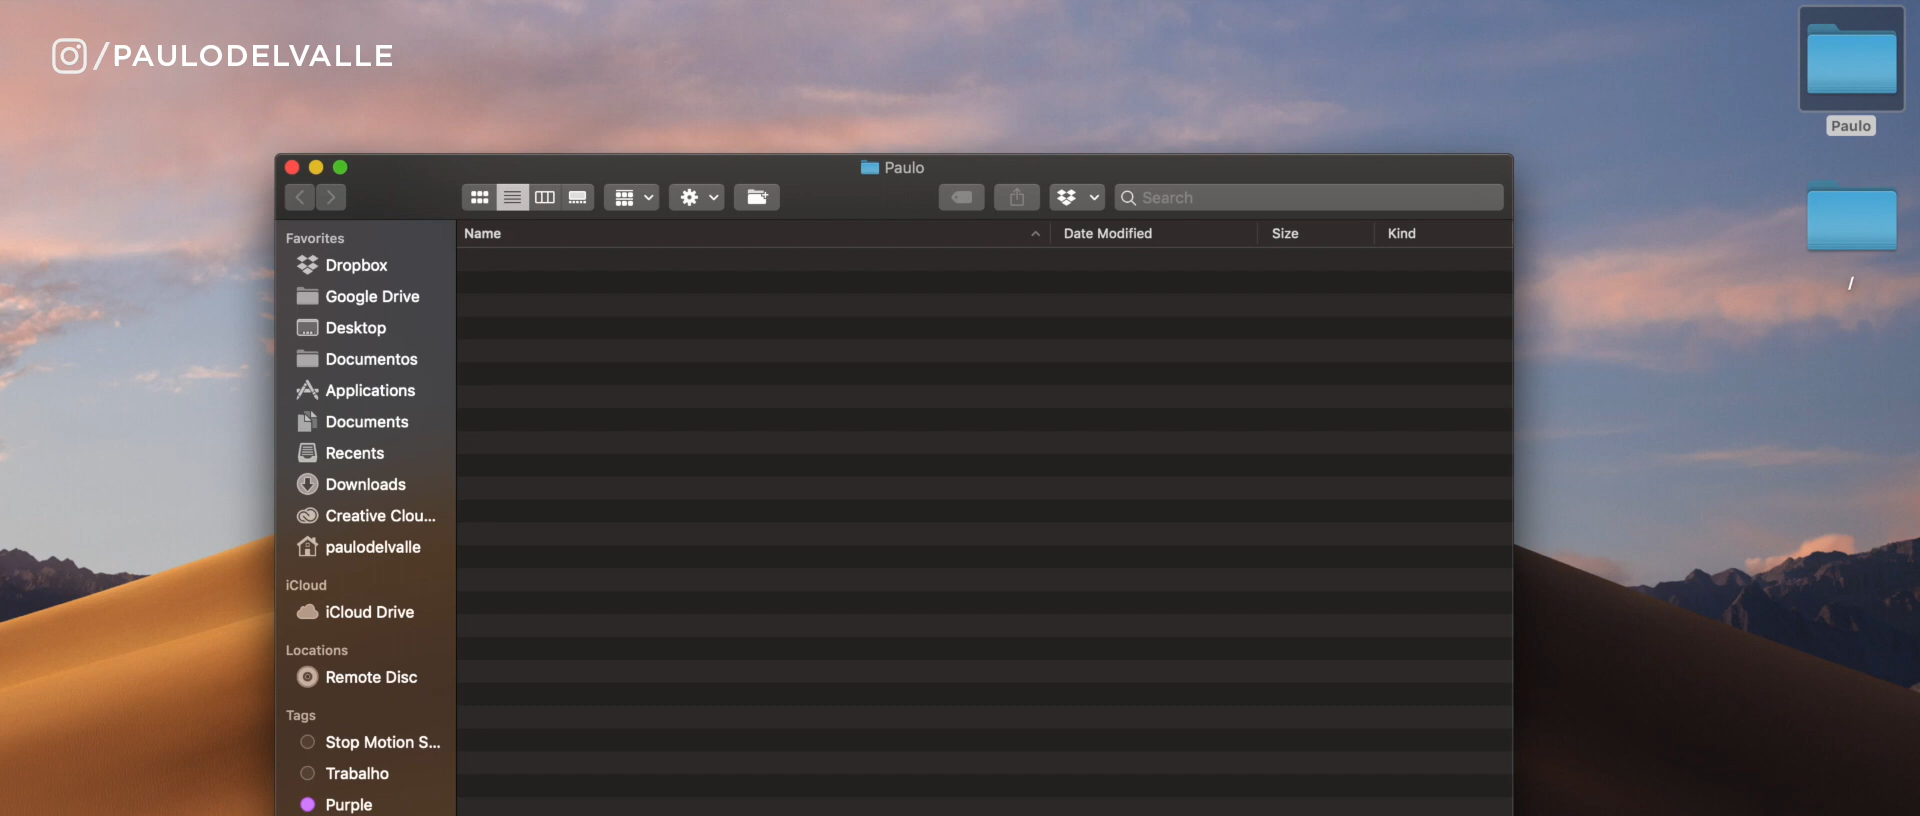 /PAULODELVALLE
Paulo
/
Paulo
Search
Name
Date Modified
Size
Kind
Favorites
Dropbox
Google Drive
Desktop
Documentos
Applications
Documents
Recents
Downloads
Creative Clou...
paulodelvalle
iCloud
iCloud Drive
Locations
Remote Disc
Tags
Stop Motion S...
Trabalho
Purple